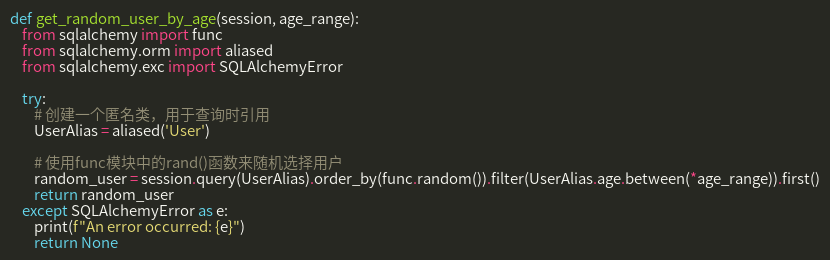 def get_random_user_by_age(session, age_range):
from sqlalchemy import func
from sqlalchemy.orm import aliased
from sqlalchemy.exc import SQLAlchemyError
try:
# 创建一个匿名类，用于查询时引用
UserAlias = aliased('User')
# 使用func模块中的rand()函数来随机选择用户
random_user = session.query(UserAlias).order_by(func.random()).filter(UserAlias.age.between(*age_range)).first()
return random_user
except SQLAlchemyError as e:
print(f"An error occurred: {e}")
return None